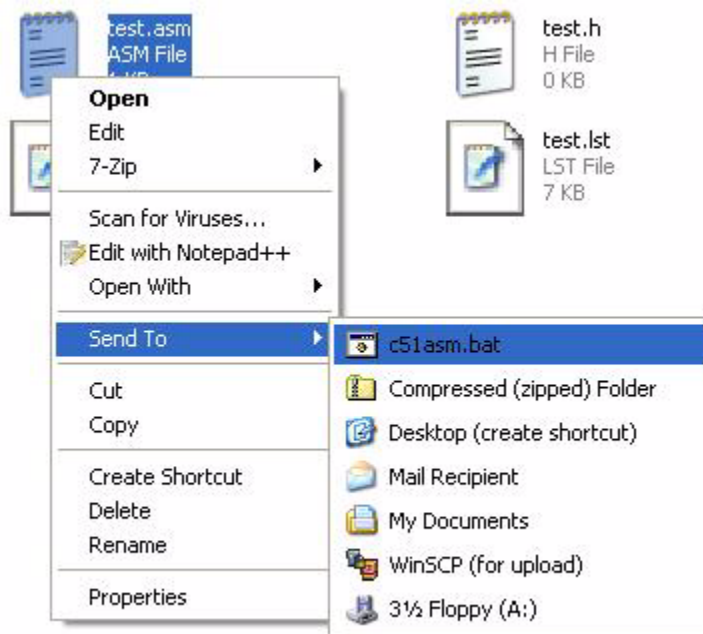 test.asm
ASM File
test.h
H File
0 KB
test.lst
LST File
7 KB
Open
Edit
7-Zip
Scan for Viruses...
Edit with Notepad++
Open With
Send To
Cut
Copy
Create Shortcut
Delete
Rename
Properties
c51asm.bat
Compressed (zipped) Folder
Desktop (create shortcut)
Mail Recipient
My Documents
WinSCP (for upload)
3½ Floppy (A:)